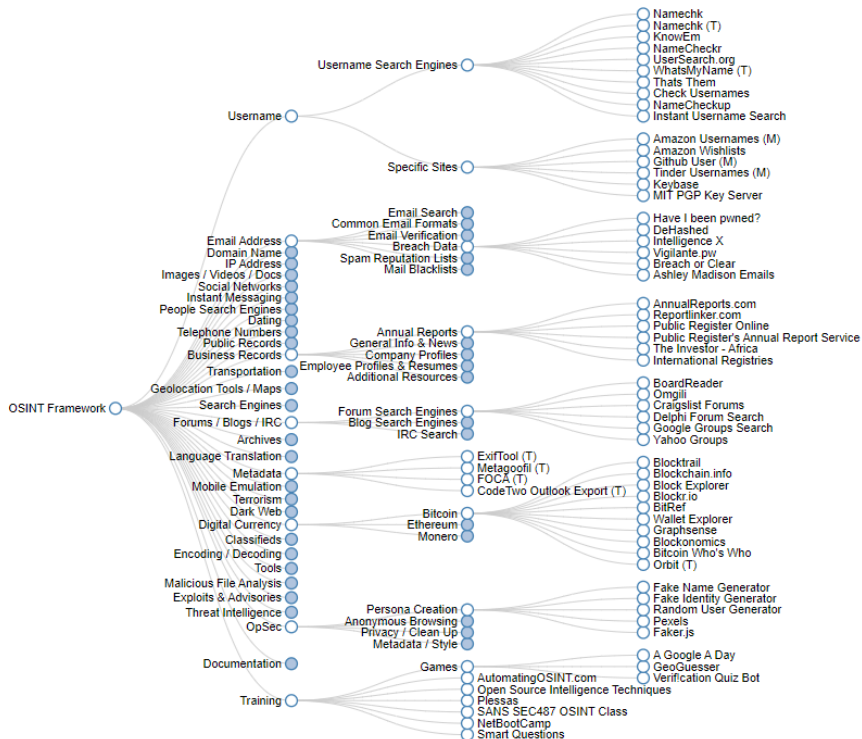 OSINT Framework
Username
Username Search Engines
Namechk
Namechk (T)
KnowEm
NameCheckr
UserSearch.org
WhatsMyName (T)
Thats Them
Check Usernames
NameCheckup
Instant Username Search
Specific Sites
Amazon Usernames (M)
Amazon Wishlists
Github User (M)
Tinder Usernames (M)
Keybase
MIT PGP Key Server
Email Address
Email Search
Common Email Formats
Email Verification
Breach Data
Have I been pwned?
DeHashed
Intelligence X
Vigilante.pw
Breach or Clear
Ashley Madison Emails
Spam Reputation Lists
Mail Blacklists
Domain Name
IP Address
Images / Videos / Docs
Social Networks
Instant Messaging
People Search Engines
Dating
Telephone Numbers
Public Records
Business Records
Annual Reports
AnnualReports.com
Reportlinker.com
Public Register Online
Public Register's Annual Report Service
The Investor - Africa
International Registries
General Info & News
Company Profiles
Employee Profiles & Resumes
Additional Resources
Transportation
Geolocation Tools / Maps
Search Engines
Forums / Blogs / IRC
Forum Search Engines
BoardReader
Omgili
Craigslist Forums
Delphi Forum Search
Google Groups Search
Yahoo Groups
Blog Search Engines
IRC Search
Archives
Language Translation
Metadata
ExifTool (T)
Metagoofil (T)
FOCA (T)
CodeTwo Outlook Export (T)
Mobile Emulation
Terrorism
Dark Web
Digital Currency
Bitcoin
Blocktrail
Blockchain.info
Block Explorer
Blockr.io
BitRef
Wallet Explorer
Graphsense
Blockonomics
Bitcoin Who's Who
Orbit (T)
Ethereum
Monero
Classifieds
Encoding / Decoding
Tools
Malicious File Analysis
Exploits & Advisories
Threat Intelligence
OpSec
Persona Creation
Fake Name Generator
Fake Identity Generator
Random User Generator
Pexels
Faker.js
Anonymous Browsing
Privacy / Clean Up
Metadata / Style
Documentation
Training
Games
A Google A Day
GeoGuesser
Verif!cation Quiz Bot
AutomatingOSINT.com
Open Source Intelligence Techniques
Plessas
SANS SEC487 OSINT Class
NetBootCamp
Smart Questions